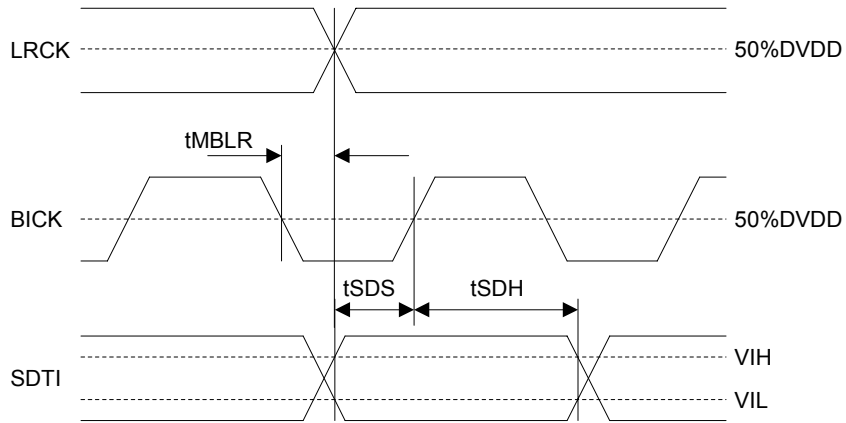 LRCK
50%DVDD
tMBLR
BICK
50%DVDD
tSDS
tSDH
SDTI
VIH
VIL